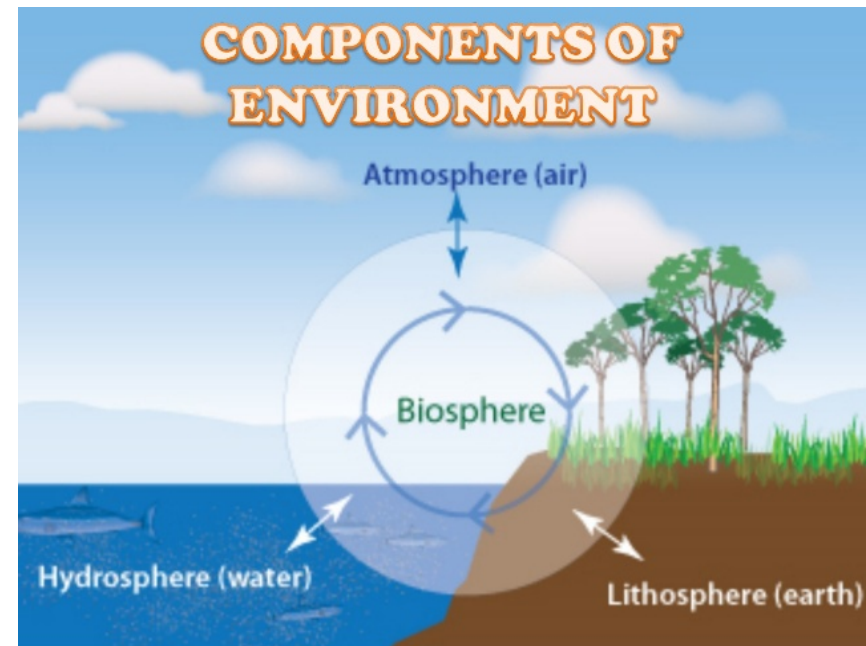 COMPONENTS OF
ENVIRONMENT
Atmosphere (air)
Biosphere
Hydrosphere (water)
Lithosphere (earth)